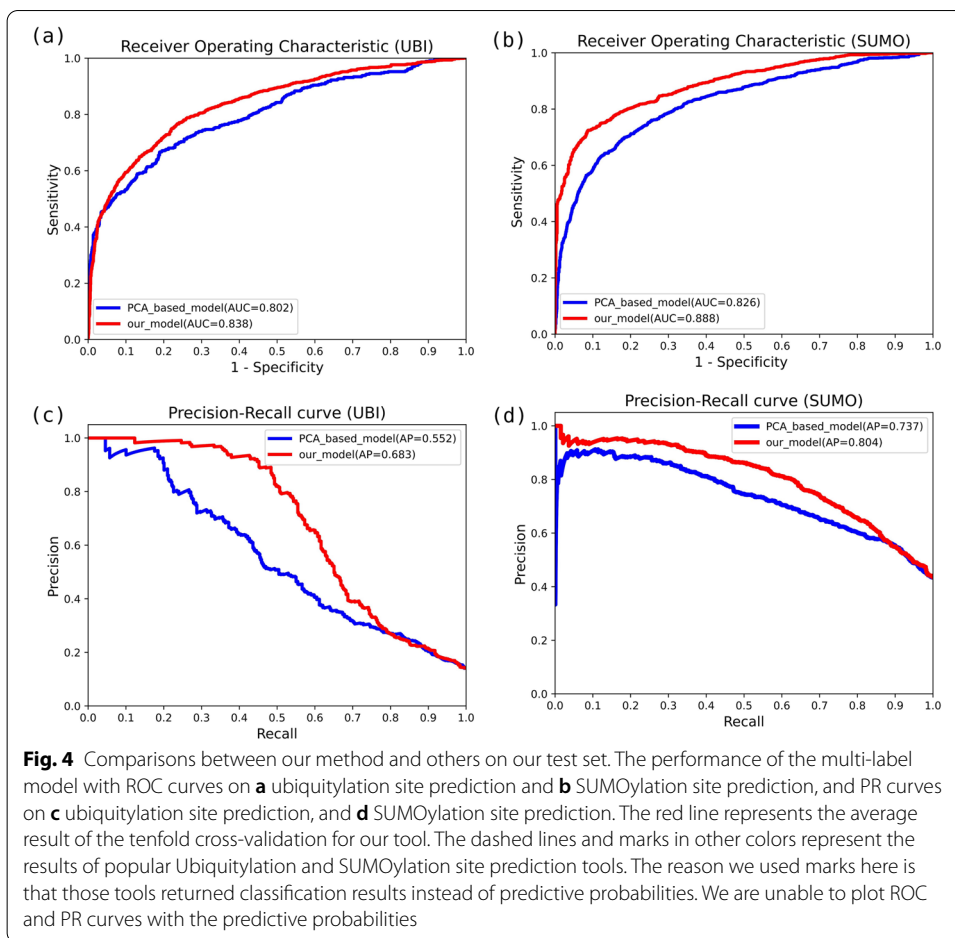 (a)
Receiver Operating Characteristic (UBI)
1.0
0.8
0.6
0.4
0.2
0.0
Sensitivity
PCA_based_model(AUC=0.802)
our_model(AUC=0.838)
0.0 0.1 0.2 0.3 0.4 0.5 0.6 0.7 0.8 0.9 1.0
1 - Specificity
(b)
Receiver Operating Characteristic (SUMO)
1.0
0.8
0.6
0.4
0.2
0.0
Sensitivity
PCA_based_model(AUC=0.826)
our_model(AUC=0.888)
0.0 0.1 0.2 0.3 0.4 0.5 0.6 0.7 0.8 0.9 1.0
1 - Specificity
(c)
Precision-Recall curve (UBI)
PCA_based_model(AP=0.552)
our_model(AP=0.683)
1.0
0.8
0.6
0.4
0.2
0.0
Precision
0.0 0.1 0.2 0.3 0.4 0.5 0.6 0.7 0.8 0.9 1.0
Recall
(d)
Precision-Recall curve (SUMO)
PCA_based_model(AP=0.737)
our_model(AP=0.804)
1.0
0.8
0.6
0.4
0.2
0.0
Precision
0.0 0.1 0.2 0.3 0.4 0.5 0.6 0.7 0.8 0.9 1.0
Recall
Fig. 4 Comparisons between our method and others on our test set. The performance of the multi-label
model with ROC curves on a ubiquitylation site prediction and b SUMOylation site prediction, and PR curves
on c ubiquitylation site prediction, and d SUMOylation site prediction. The red line represents the average
result of the tenfold cross-validation for our tool. The dashed lines and marks in other colors represent the
results of popular Ubiquitylation and SUMOylation site prediction tools. The reason we used marks here is
that those tools returned classification results instead of predictive probabilities. We are unable to plot ROC
and PR curves with the predictive probabilities